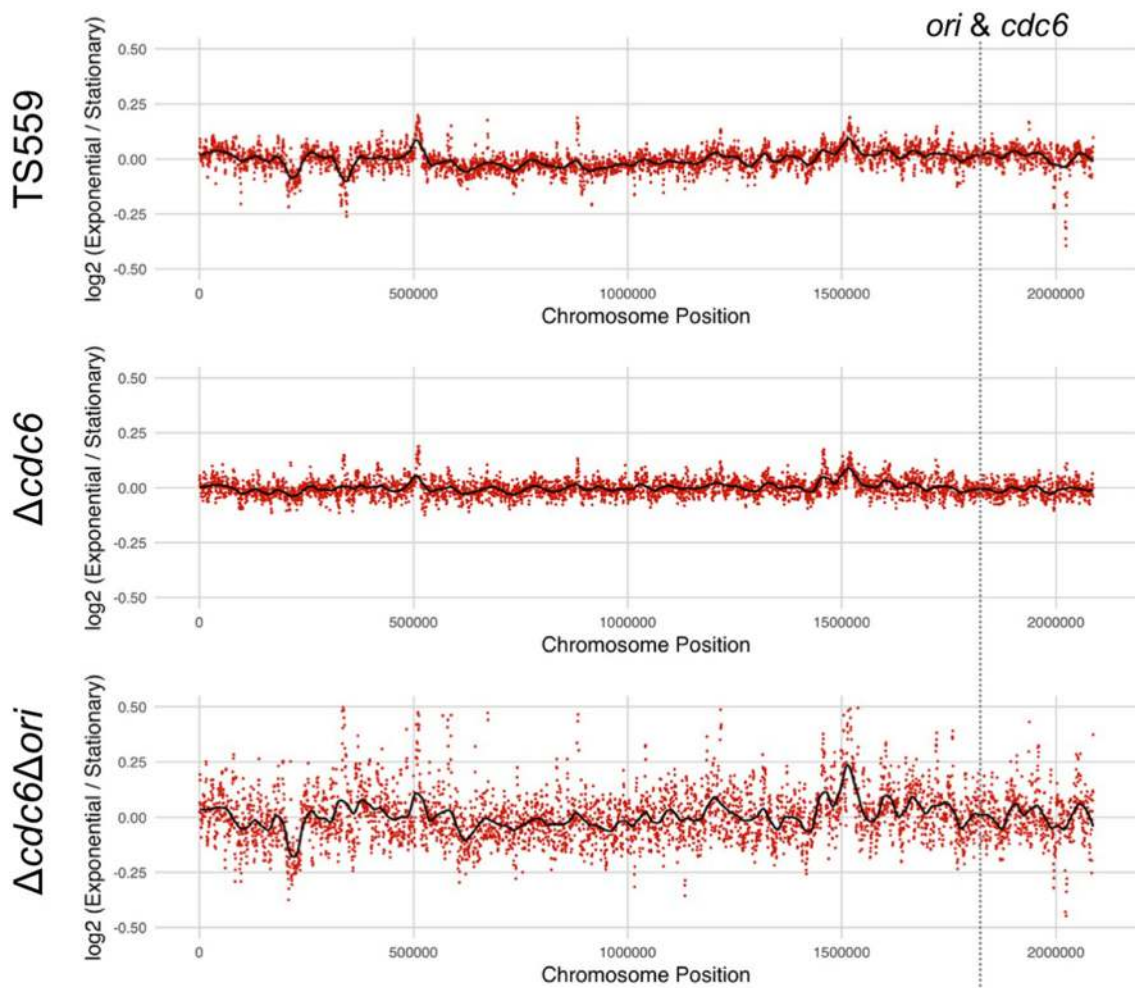 ori & cdc6
TS559
log2 (Exponential / Stationary)
0.50
0.25
0.00
-0.25
-0.50
0 500000 1000000 1500000 2000000
Chromosome Position
Δcdc6
log2 (Exponential / Stationary)
0.50
0.25
0.00
-0.25
-0.50
0 500000 1000000 1500000 2000000
Chromosome Position
Δcdc6Δori
log2 (Exponential / Stationary)
0.50
0.25
0.00
-0.25
-0.50
0 500000 1000000 1500000 2000000
Chromosome Position